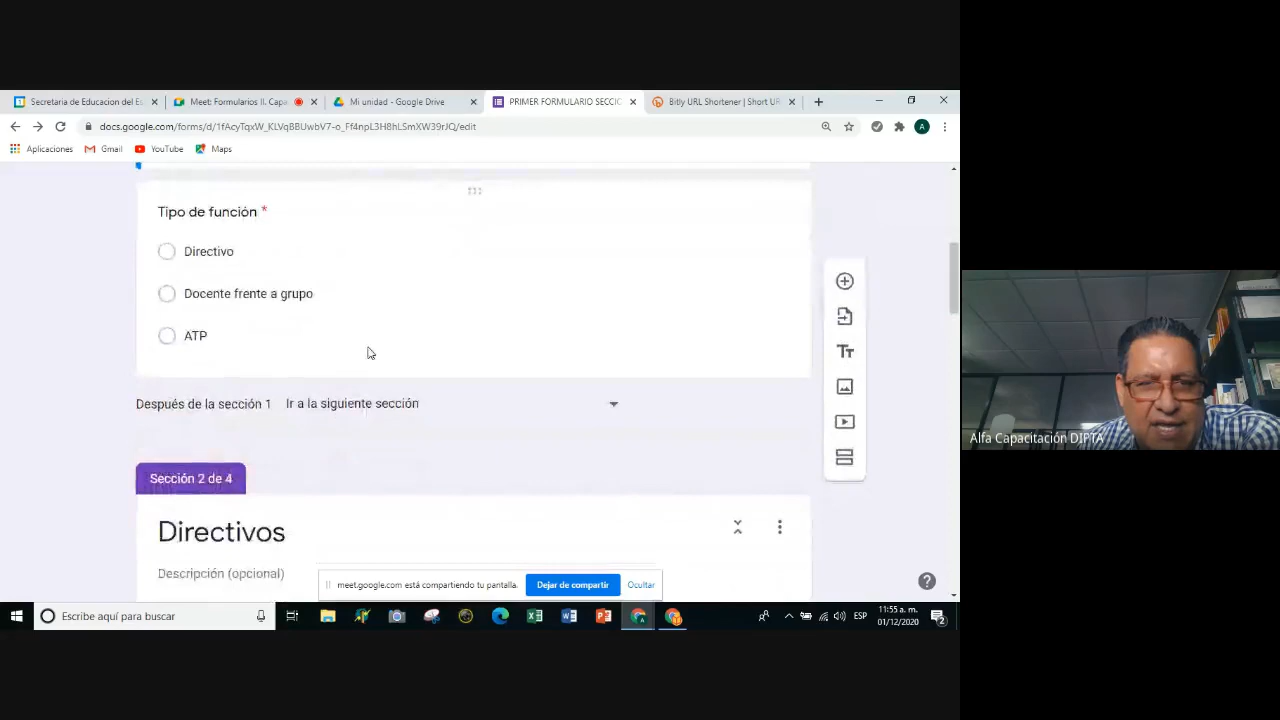 Secretaria de Educacion del Es
Meet: Formularios II. Capa
Mi unidad - Google Drive
PRIMER FORMULARIO SECCIO
Bitly URL Shortener | Short UR
docs.google.com/forms/d/1fAcyTqxW_KLVqBBUwbV7-o_Ff4npL3H8hLSmXW39rJQ/edit
A
Aplicaciones
Gmail
YouTube
Maps
Tipo de función *
Directivo
Docente frente a grupo
ATP
Después de la sección 1 Ir a la siguiente sección
Sección 2 de 4
Directivos
Descripción (opcional)
meet.google.com está compartiendo tu pantalla.
Dejar de compartir
Ocultar
Alfa Capacitación DIPTA
Escribe aquí para buscar
ESP
11:55 a. m.
01/12/2020
2